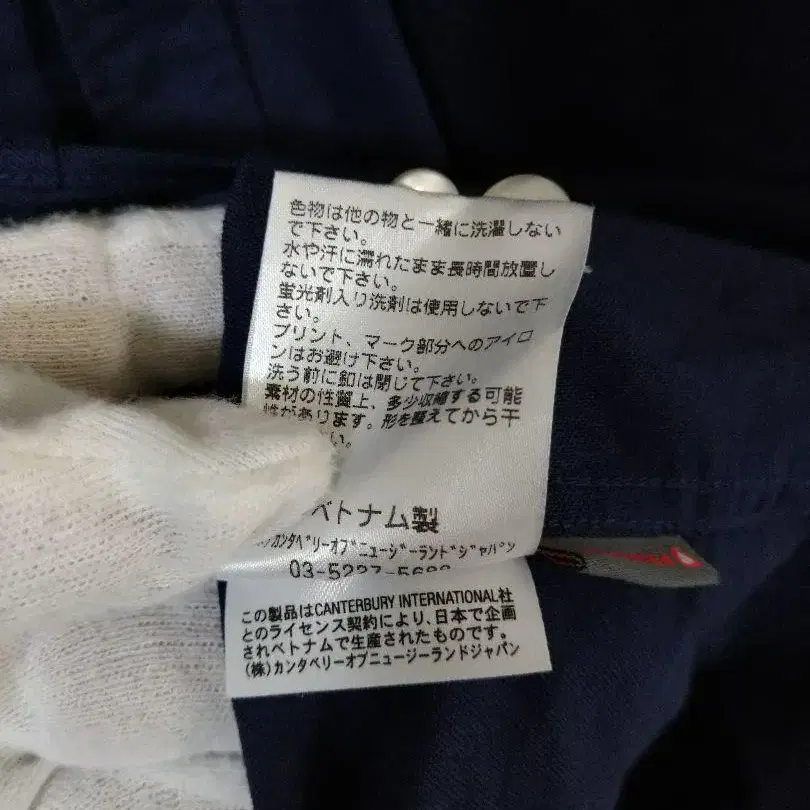 色物は他の物と一緒に洗濯しない
で下さい。
水や汗に濡れたまま長時間放置し
ないで下さい。
蛍光剤入り洗剤は使用しないで下
さい。
プリント、マーク部分へのアイロ
ンはお避け下さい。
洗う前に釦は閉じて下さい。
素材の性質上、多少収縮する可能
性があります。形を整えてから干
い。
ベトナム製
カンタベリーオブニュージーランドジャパン
03-5227-
この製品はCANTERBURY INTERNATIONAL社
とのライセンス契約により、日本で企画
されベトナムで生産されたものです。
(株)カンタベリーオブニュージーランドジャパン